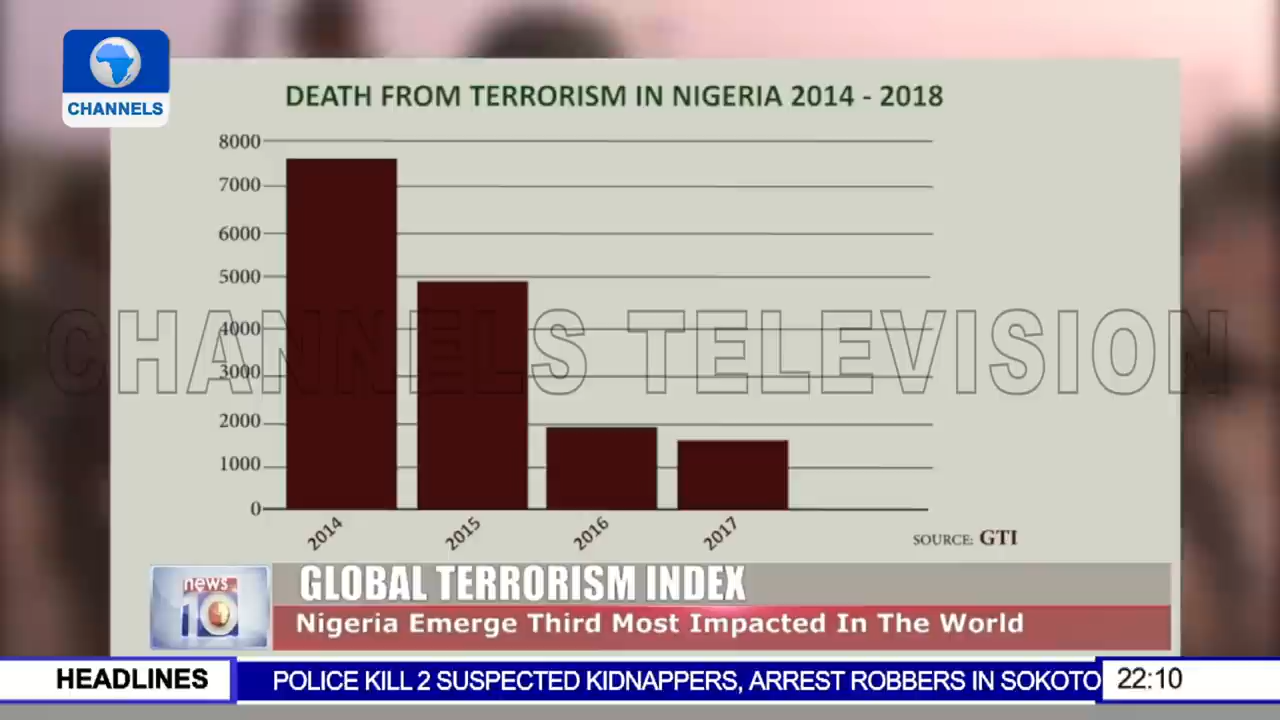 CHANNELS
DEATH FROM TERRORISM IN NIGERIA 2014 - 2018
8000
7000
6000
5000
4000
3000
2000
1000
0
2014 2015 2016 2017
CHANNELS TELEVISION
SOURCE: GTI
news 10
GLOBAL TERRORISM INDEX
Nigeria Emerge Third Most Impacted In The World
HEADLINES POLICE KILL 2 SUSPECTED KIDNAPPERS, ARREST ROBBERS IN SOKOTO 22:10